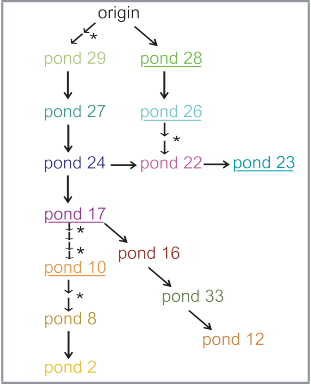 origin
*
pond 29 pond 28
pond 27 pond 26
*
pond 24 pond 22 pond 23
pond 17
*
*
pond 16
pond 10
*
pond 33
pond 8
pond 12
pond 2